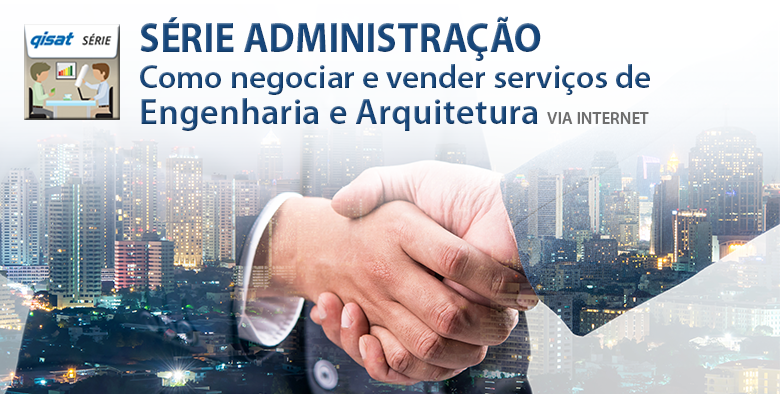 qisat SÉRIE
SÉRIE ADMINISTRAÇÃO
Como negociar e vender serviços de
Engenharia e Arquitetura VIA INTERNET